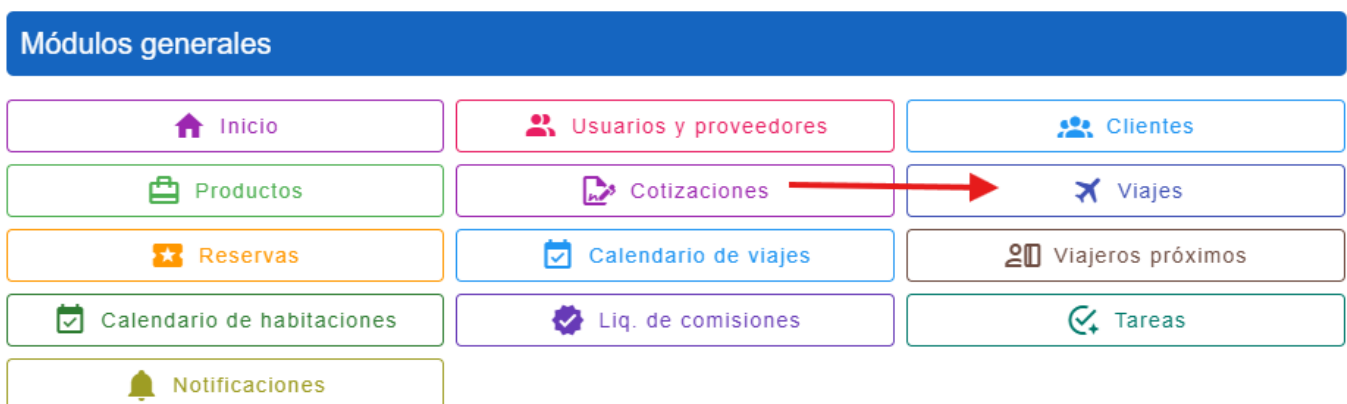 Módulos generales
Inicio
Usuarios y proveedores
Clientes
Productos
Cotizaciones
Viajes
Reservas
Calendario de viajes
Viajeros próximos
Calendario de habitaciones
Liq. de comisiones
Tareas
Notificaciones